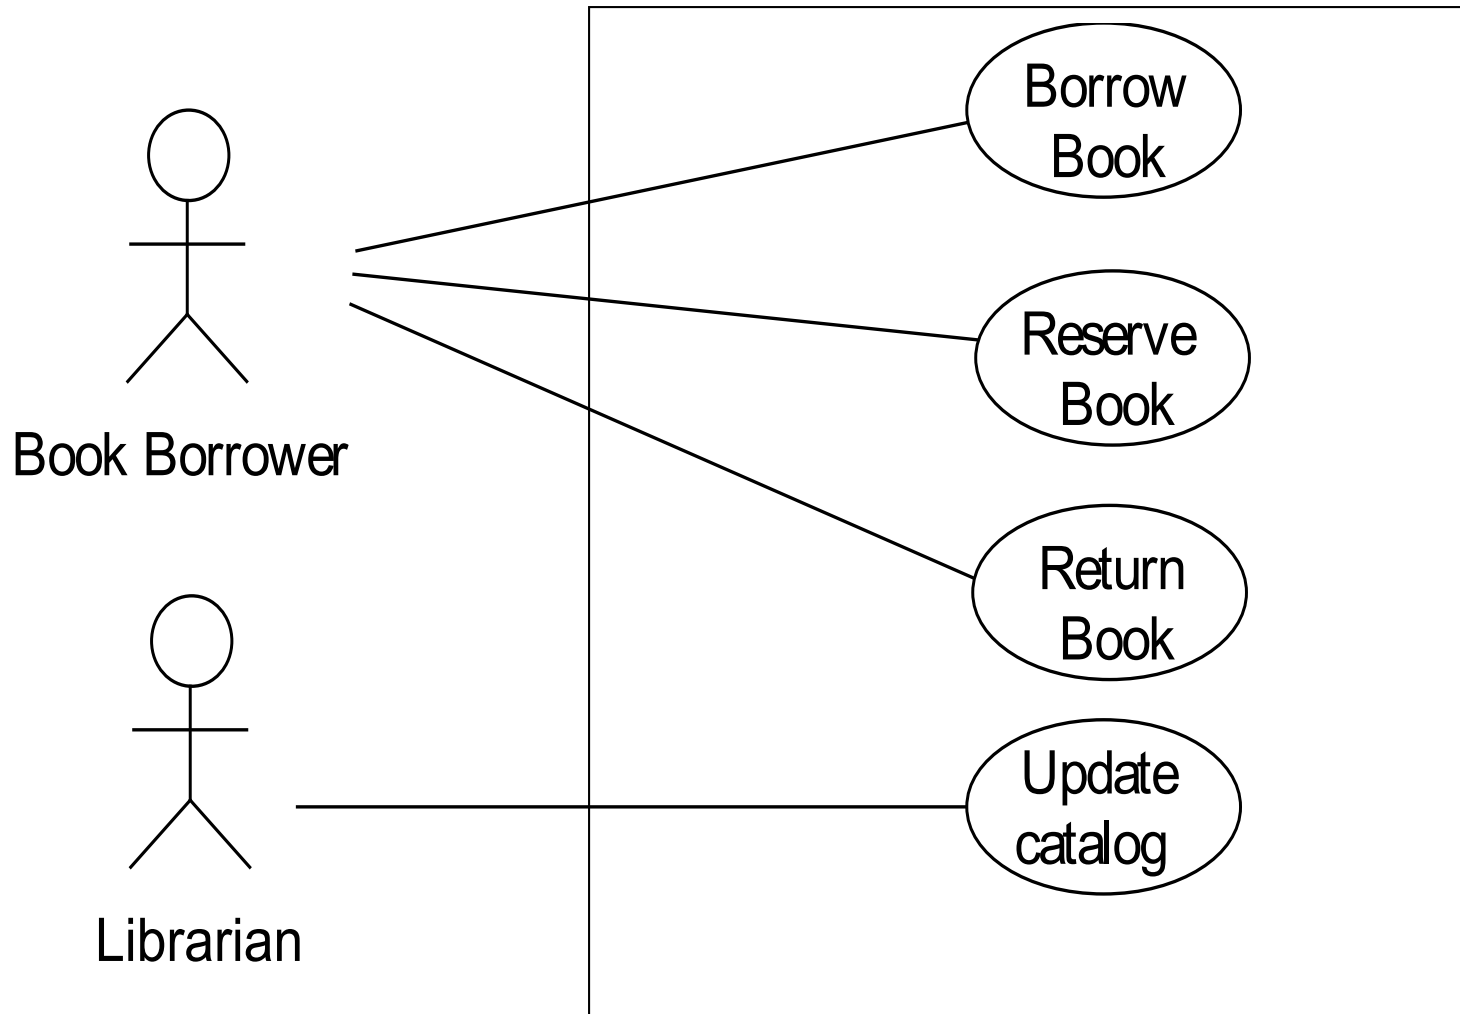 Borrow
Book
Book Borrower
Reserve
Book
Return
Book
Librarian
Update
catalog